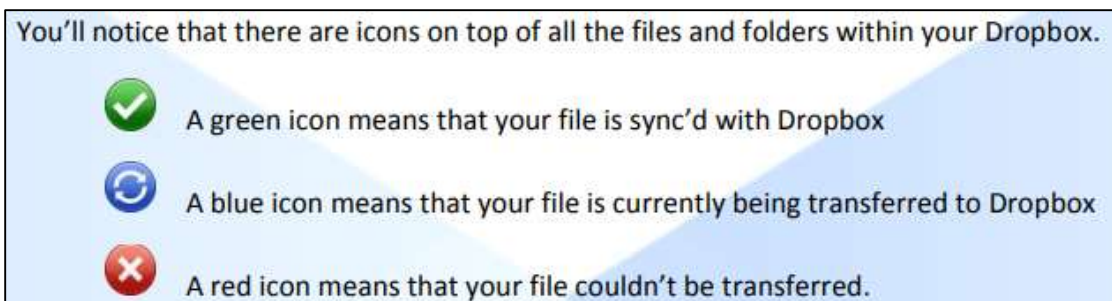 You’ll notice that there are icons on top of all the files and folders within your Dropbox.
A green icon means that your file is sync’d with Dropbox
A blue icon means that your file is currently being transferred to Dropbox
A red icon means that your file couldn’t be transferred.